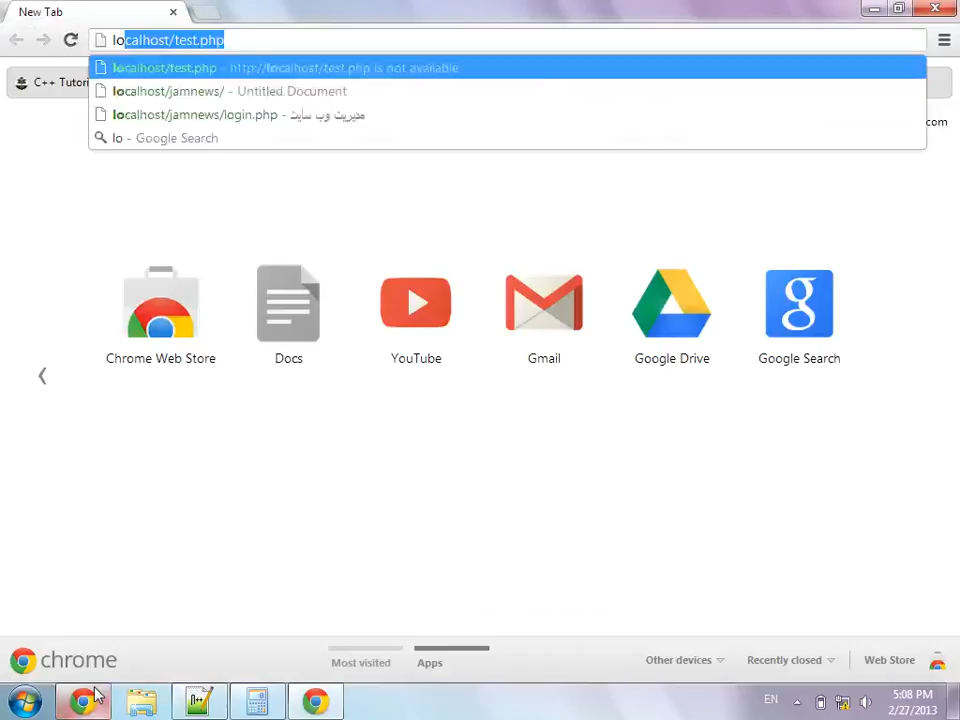 New Tab
localhost/test.php
localhost/test.php - http://localhost/test.php is not available
localhost/jamnews/ - Untitled Document
localhost/jamnews/login.php - مدیریت وب سایت
lo - Google Search
C++ Tutori
com
Chrome Web Store
Docs
YouTube
Gmail
Google Drive
Google Search
chrome
Most visited
Apps
Other devices
Recently closed
Web Store
EN
5:08 PM
2/27/2013